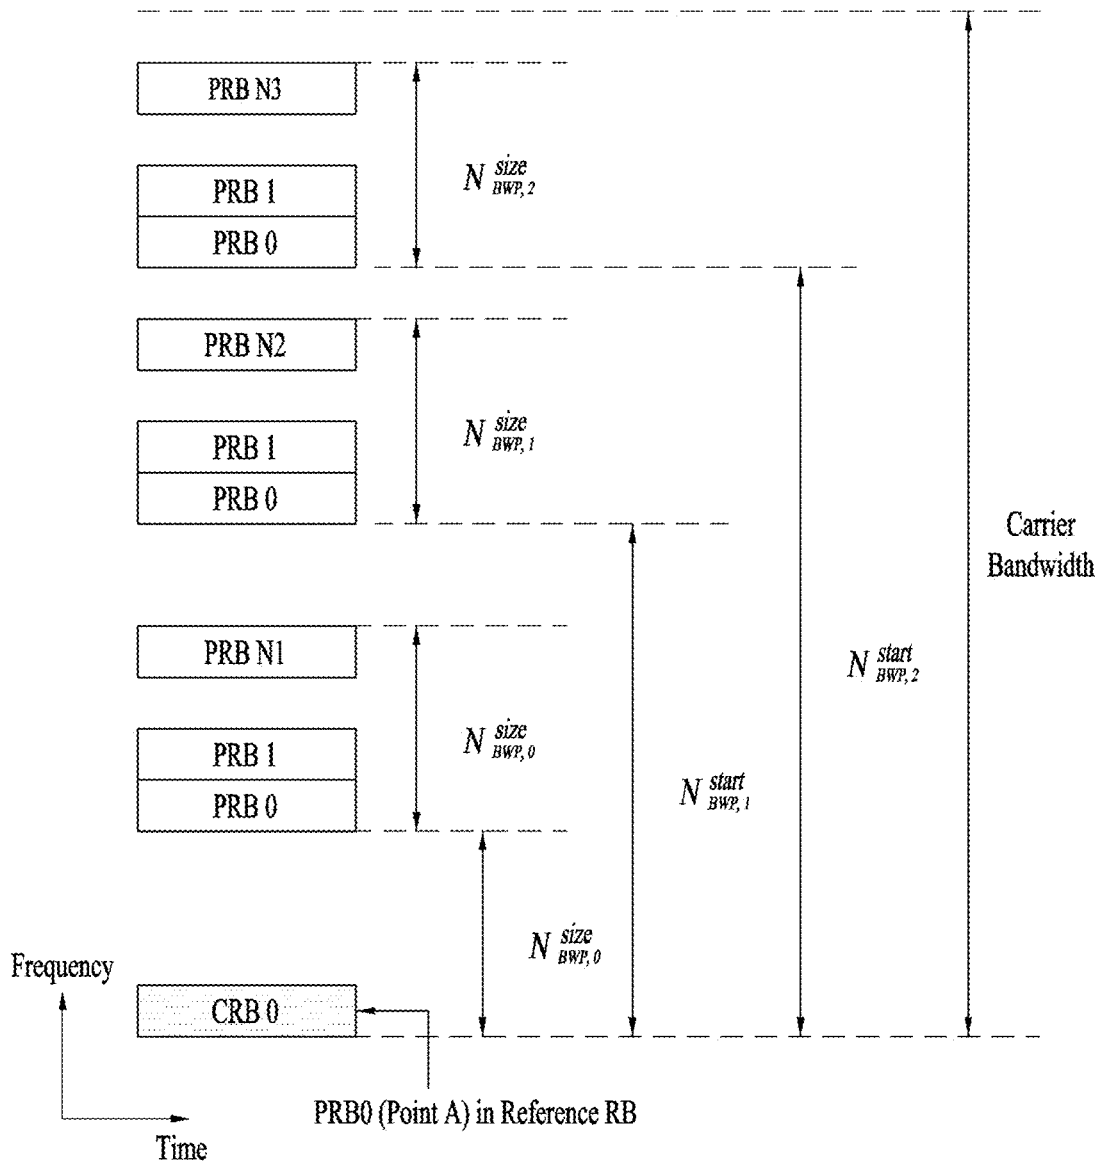 PRB N3
PRB 1
PRB 0
N size BWP, 2
PRB N2
PRB 1
PRB 0
N size BWP, 1
PRB N1
PRB 1
PRB 0
N size BWP, 0
N size BWP, 0
N start BWP, 1
N start BWP, 2
Carrier
Bandwidth
Frequency
CRB 0
PRB0 (Point A) in Reference RB
Time